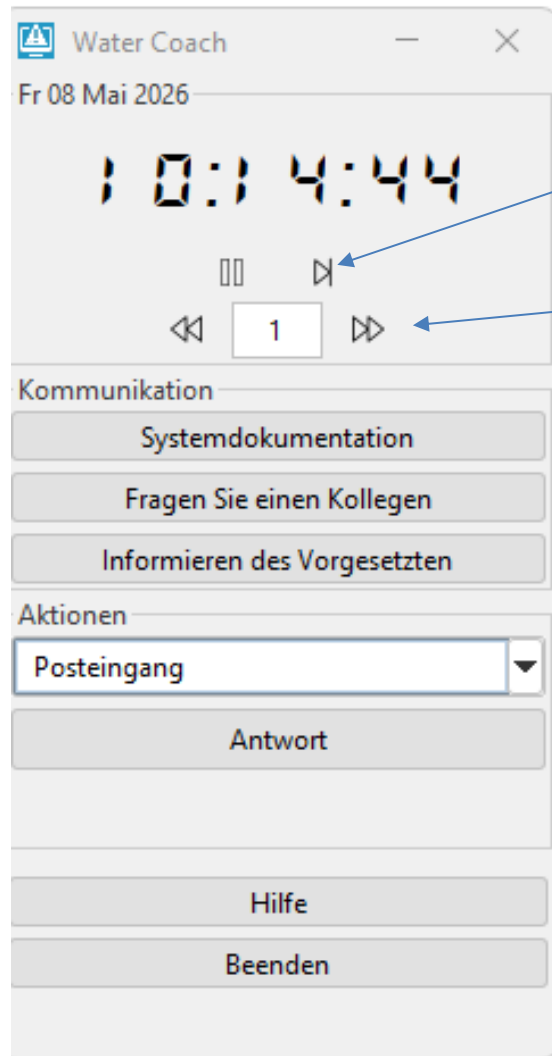 Water Coach
Fr 08 Mai 2026
10:14:44
1
Kommunikation
Systemdokumentation
Fragen Sie einen Kollegen
Informieren des Vorgesetzten
Aktionen
Posteingang
Antwort
Hilfe
Beenden